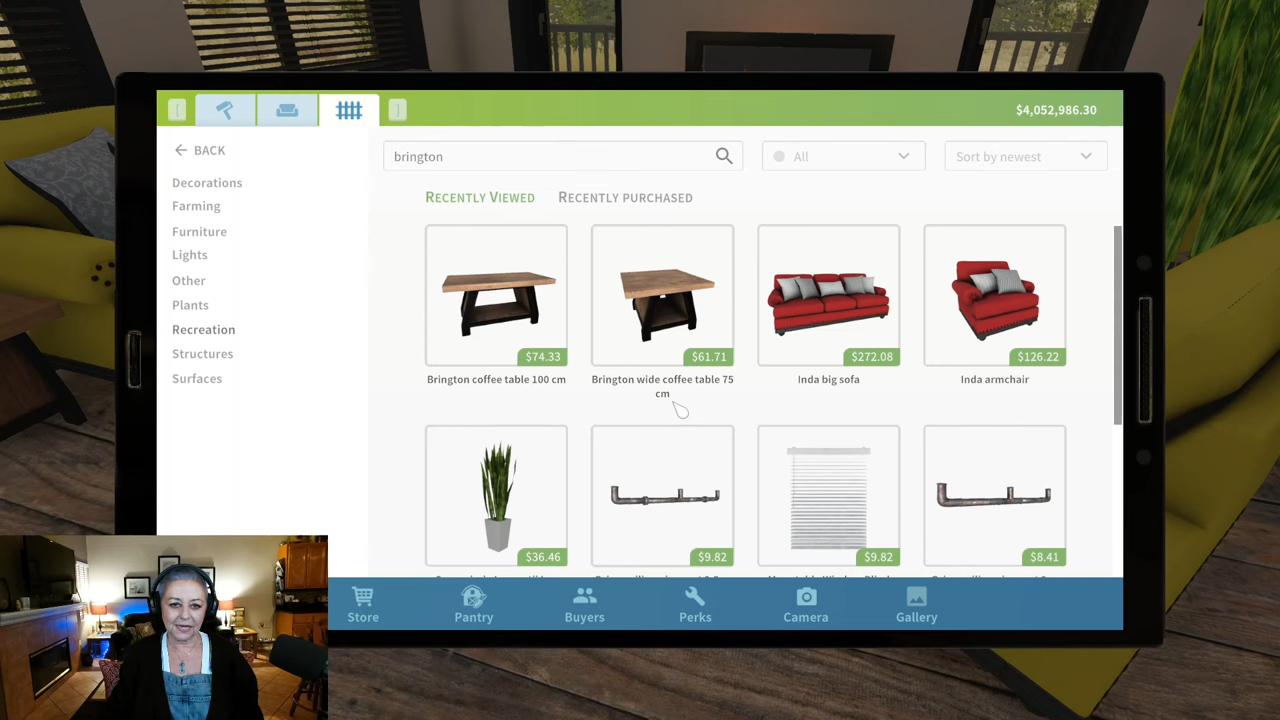 [
]
$4,052,986.30
BACK
brington
All
Sort by newest
Decorations
Farming
Furniture
Lights
Other
Plants
Recreation
Structures
Surfaces
RECENTLY VIEWED
RECENTLY PURCHASED
$74.33
$61.71
$272.08
$126.22
Brington coffee table 100 cm
Brington wide coffee table 75
cm
Inda big sofa
Inda armchair
$36.46
$9.82
$9.82
$8.41
Store
Pantry
Buyers
Perks
Camera
Gallery